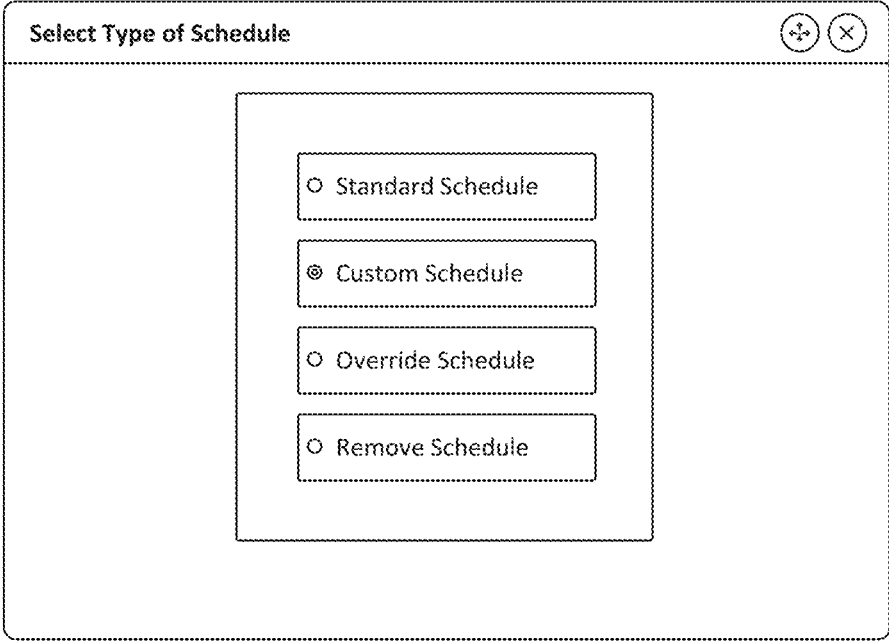 Select Type of Schedule
Standard Schedule
Custom Schedule
Override Schedule
Remove Schedule